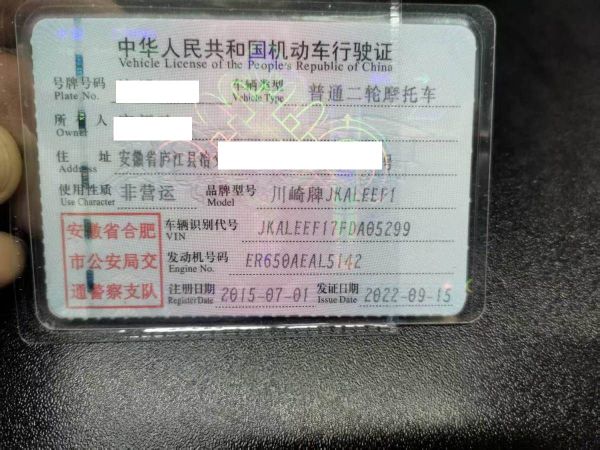 中华人民共和国机动车行驶证
Vehicle License of the People's Republic of China
号牌号码 车辆类型 普通二轮摩托车
Plate No. Vehicle Type
所 人
Owner
住 址 安徽省庐江县 号
Address
使用性质 非营运 品牌型号 川崎牌JKALEEF1
Use Character Model
安徽省合肥
市公安局交
通警察支队
车辆识别代号 JKALEEF17FDA05299
VIN
发动机号码 ER650AEAL5142
Engine No.
注册日期 2015-07-01 发证日期 2022-09-15
Register Date Issue Date